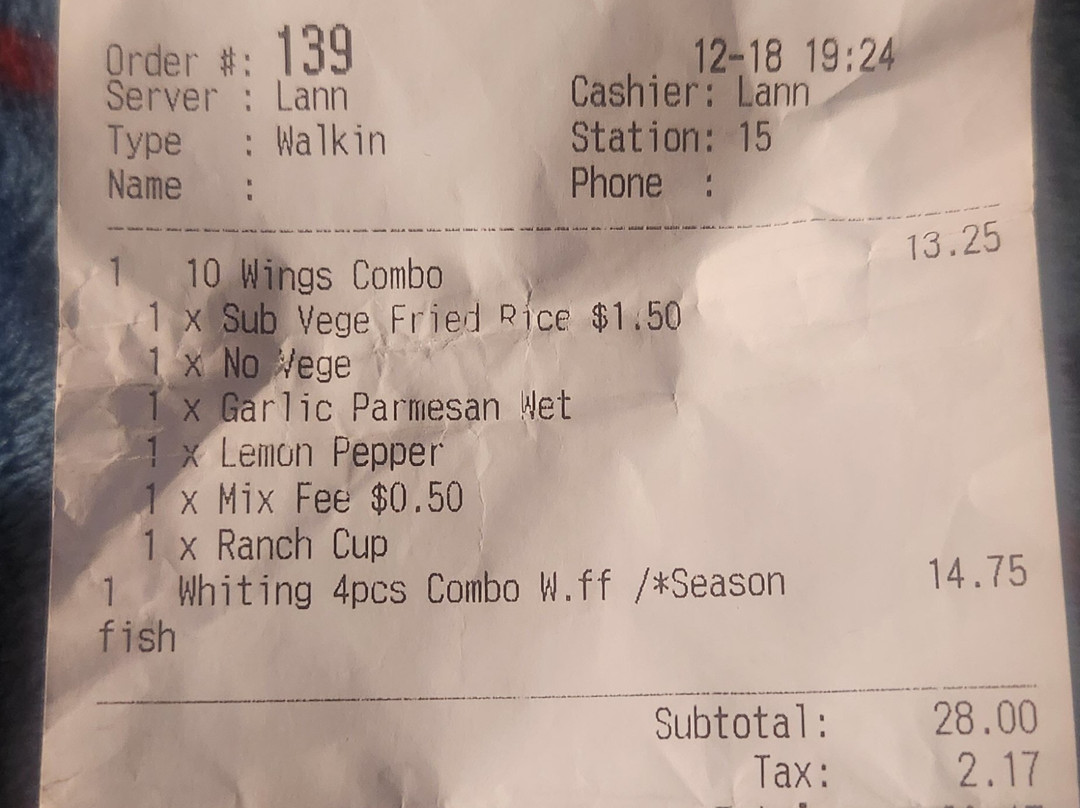 Order #: 139 12-18 19:24
Server : Lann Cashier: Lann
Type : Walkin Station: 15
Name : Phone :
1 10 Wings Combo 13.25
1 x Sub Vege Fried Rice $1.50
1 x No Vege
1 x Garlic Parmesan Wet
1 x Lemon Pepper
1 x Mix Fee $0.50
1 x Ranch Cup
1 Whiting 4pcs Combo W.ff /*Season 14.75
fish
Subtotal: 28.00
Tax: 2.17